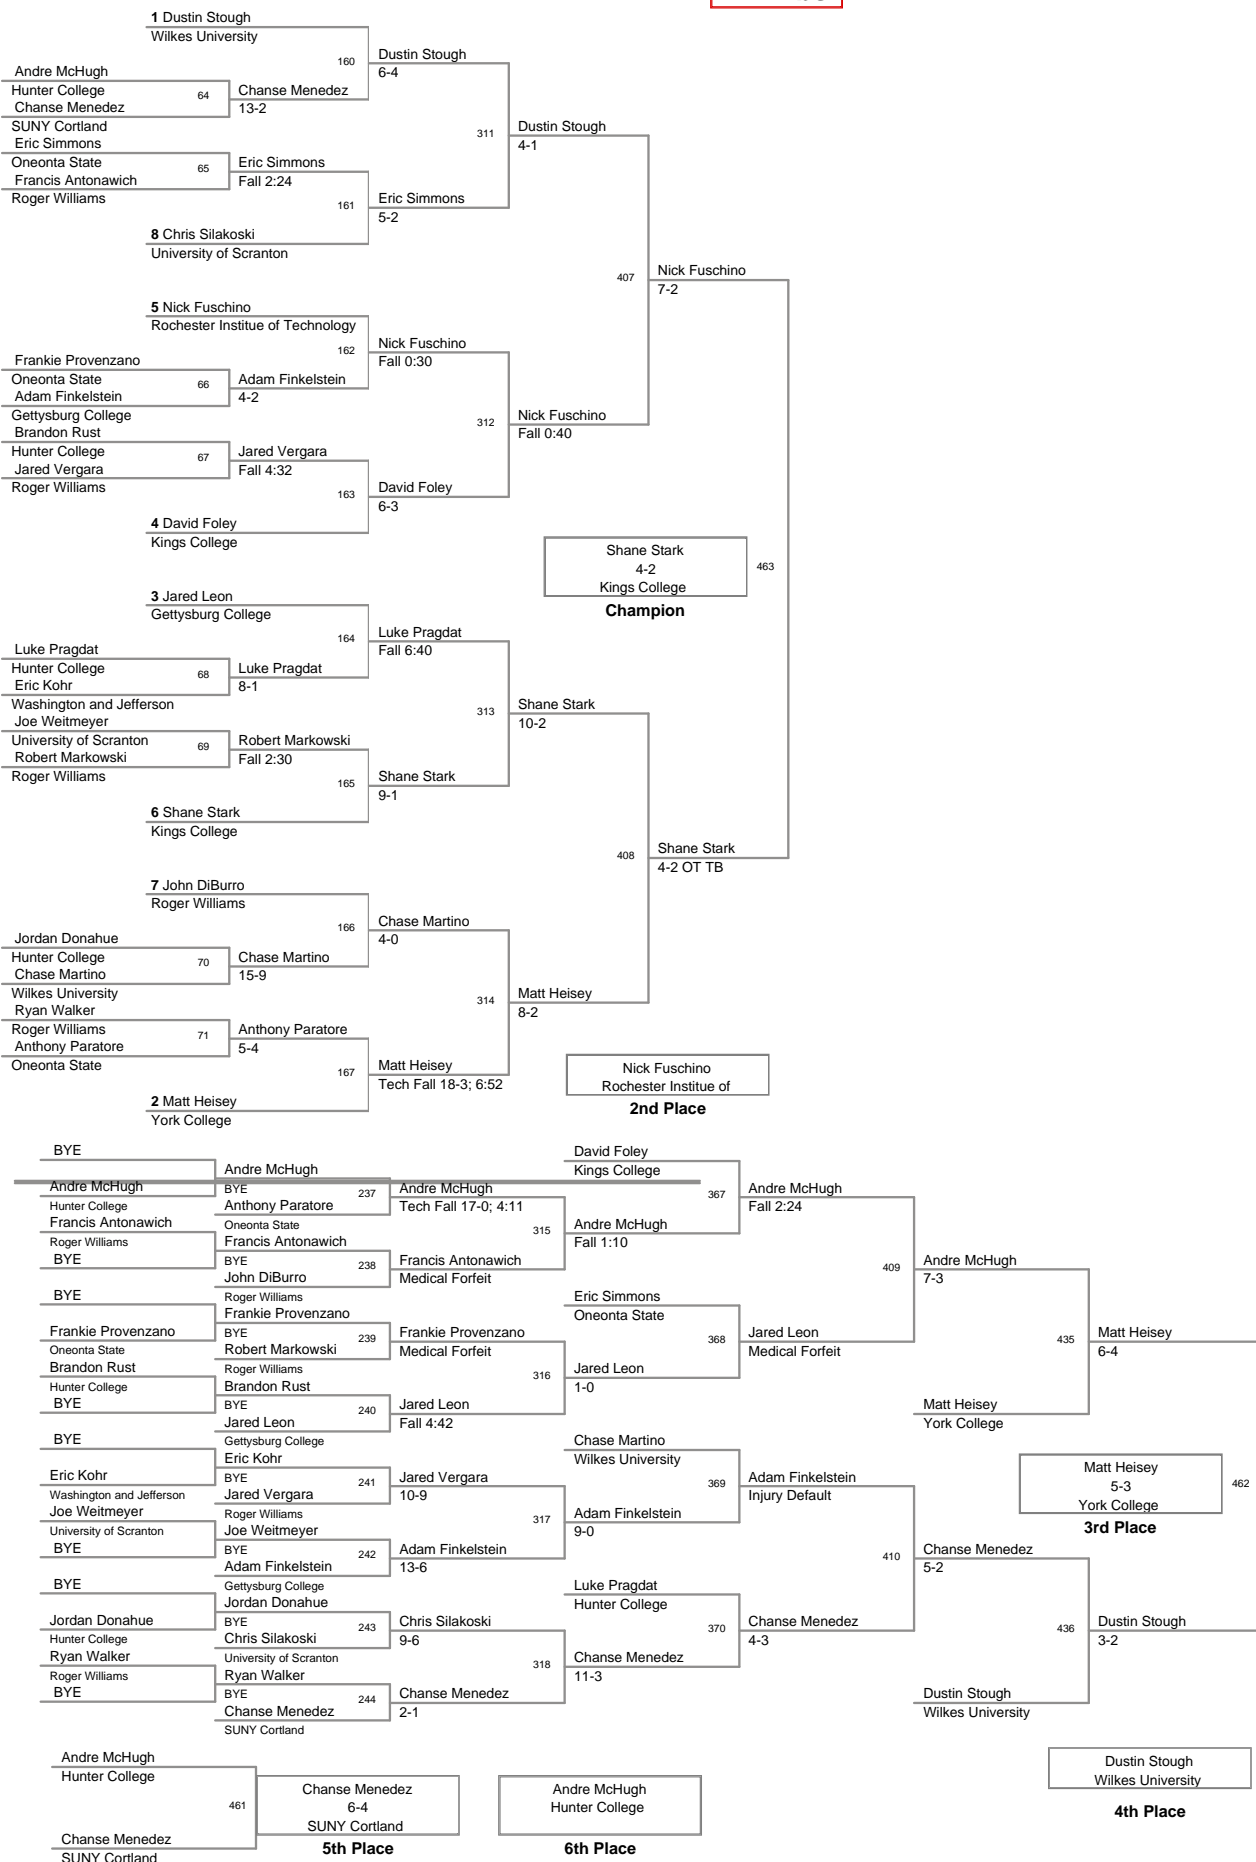 1 Dustin Stough
Wilkes University
160
Dustin Stough
6-4
Andre McHugh
Hunter College
64
Chanse Menedez
13-2
Chanse Menedez
SUNY Cortland
311
Dustin Stough
4-1
Eric Simmons
Oneonta State
65
Eric Simmons
Fall 2:24
Francis Antonawich
Roger Williams
161
Eric Simmons
5-2
8 Chris Silakoski
University of Scranton
407
Nick Fuschino
7-2
5 Nick Fuschino
Rochester Institue of Technology
162
Nick Fuschino
Fall 0:30
Frankie Provenzano
Oneonta State
66
Adam Finkelstein
4-2
Adam Finkelstein
Gettysburg College
312
Nick Fuschino
Fall 0:40
Brandon Rust
Hunter College
67
Jared Vergara
Fall 4:32
Jared Vergara
Roger Williams
163
David Foley
6-3
4 David Foley
Kings College
Shane Stark
4-2
Kings College
463
Champion
3 Jared Leon
Gettysburg College
164
Luke Pragdat
Fall 6:40
Luke Pragdat
Hunter College
68
Luke Pragdat
8-1
Eric Kohr
Washington and Jefferson
313
Shane Stark
10-2
Joe Weitmeyer
University of Scranton
69
Robert Markowski
Fall 2:30
Robert Markowski
Roger Williams
165
Shane Stark
9-1
6 Shane Stark
Kings College
408
Shane Stark
4-2 OT TB
7 John DiBurro
Roger Williams
166
Chase Martino
4-0
Jordan Donahue
Hunter College
70
Chase Martino
15-9
Chase Martino
Wilkes University
314
Matt Heisey
8-2
Ryan Walker
Roger Williams
71
Anthony Paratore
5-4
Anthony Paratore
Oneonta State
167
Matt Heisey
Tech Fall 18-3; 6:52
2 Matt Heisey
York College
Nick Fuschino
Rochester Institue of
2nd Place
BYE
Andre McHugh
BYE
Andre McHugh
Hunter College
237
Andre McHugh
Tech Fall 17-0; 4:11
Anthony Paratore
Oneonta State
David Foley
Kings College
367
Andre McHugh
Fall 2:24
315
Andre McHugh
Fall 1:10
Francis Antonawich
Roger Williams
BYE
Francis Antonawich
BYE
238
Francis Antonawich
Medical Forfeit
John DiBurro
Roger Williams
409
Andre McHugh
7-3
BYE
Frankie Provenzano
BYE
Frankie Provenzano
Oneonta State
239
Frankie Provenzano
Medical Forfeit
Robert Markowski
Roger Williams
Eric Simmons
Oneonta State
368
Jared Leon
Medical Forfeit
316
Jared Leon
1-0
Brandon Rust
Hunter College
BYE
Brandon Rust
BYE
240
Jared Leon
Fall 4:42
Jared Leon
Gettysburg College
435
Matt Heisey
6-4
Matt Heisey
York College
BYE
Eric Kohr
BYE
Eric Kohr
Washington and Jefferson
241
Jared Vergara
10-9
Jared Vergara
Roger Williams
Chase Martino
Wilkes University
369
Adam Finkelstein
Injury Default
317
Adam Finkelstein
9-0
Joe Weitmeyer
University of Scranton
BYE
Joe Weitmeyer
BYE
242
Adam Finkelstein
13-6
Adam Finkelstein
Gettysburg College
Matt Heisey
5-3
York College
462
3rd Place
410
Chanse Menedez
5-2
BYE
Jordan Donahue
BYE
Jordan Donahue
Hunter College
243
Chris Silakoski
9-6
Chris Silakoski
University of Scranton
Luke Pragdat
Hunter College
370
Chanse Menedez
4-3
318
Chanse Menedez
11-3
Ryan Walker
Roger Williams
BYE
Ryan Walker
BYE
244
Chanse Menedez
2-1
Chanse Menedez
SUNY Cortland
436
Dustin Stough
3-2
Dustin Stough
Wilkes University
Andre McHugh
Hunter College
461
Chanse Menedez
SUNY Cortland
Chanse Menedez
6-4
SUNY Cortland
5th Place
Andre McHugh
Hunter College
6th Place
Dustin Stough
Wilkes University
4th Place